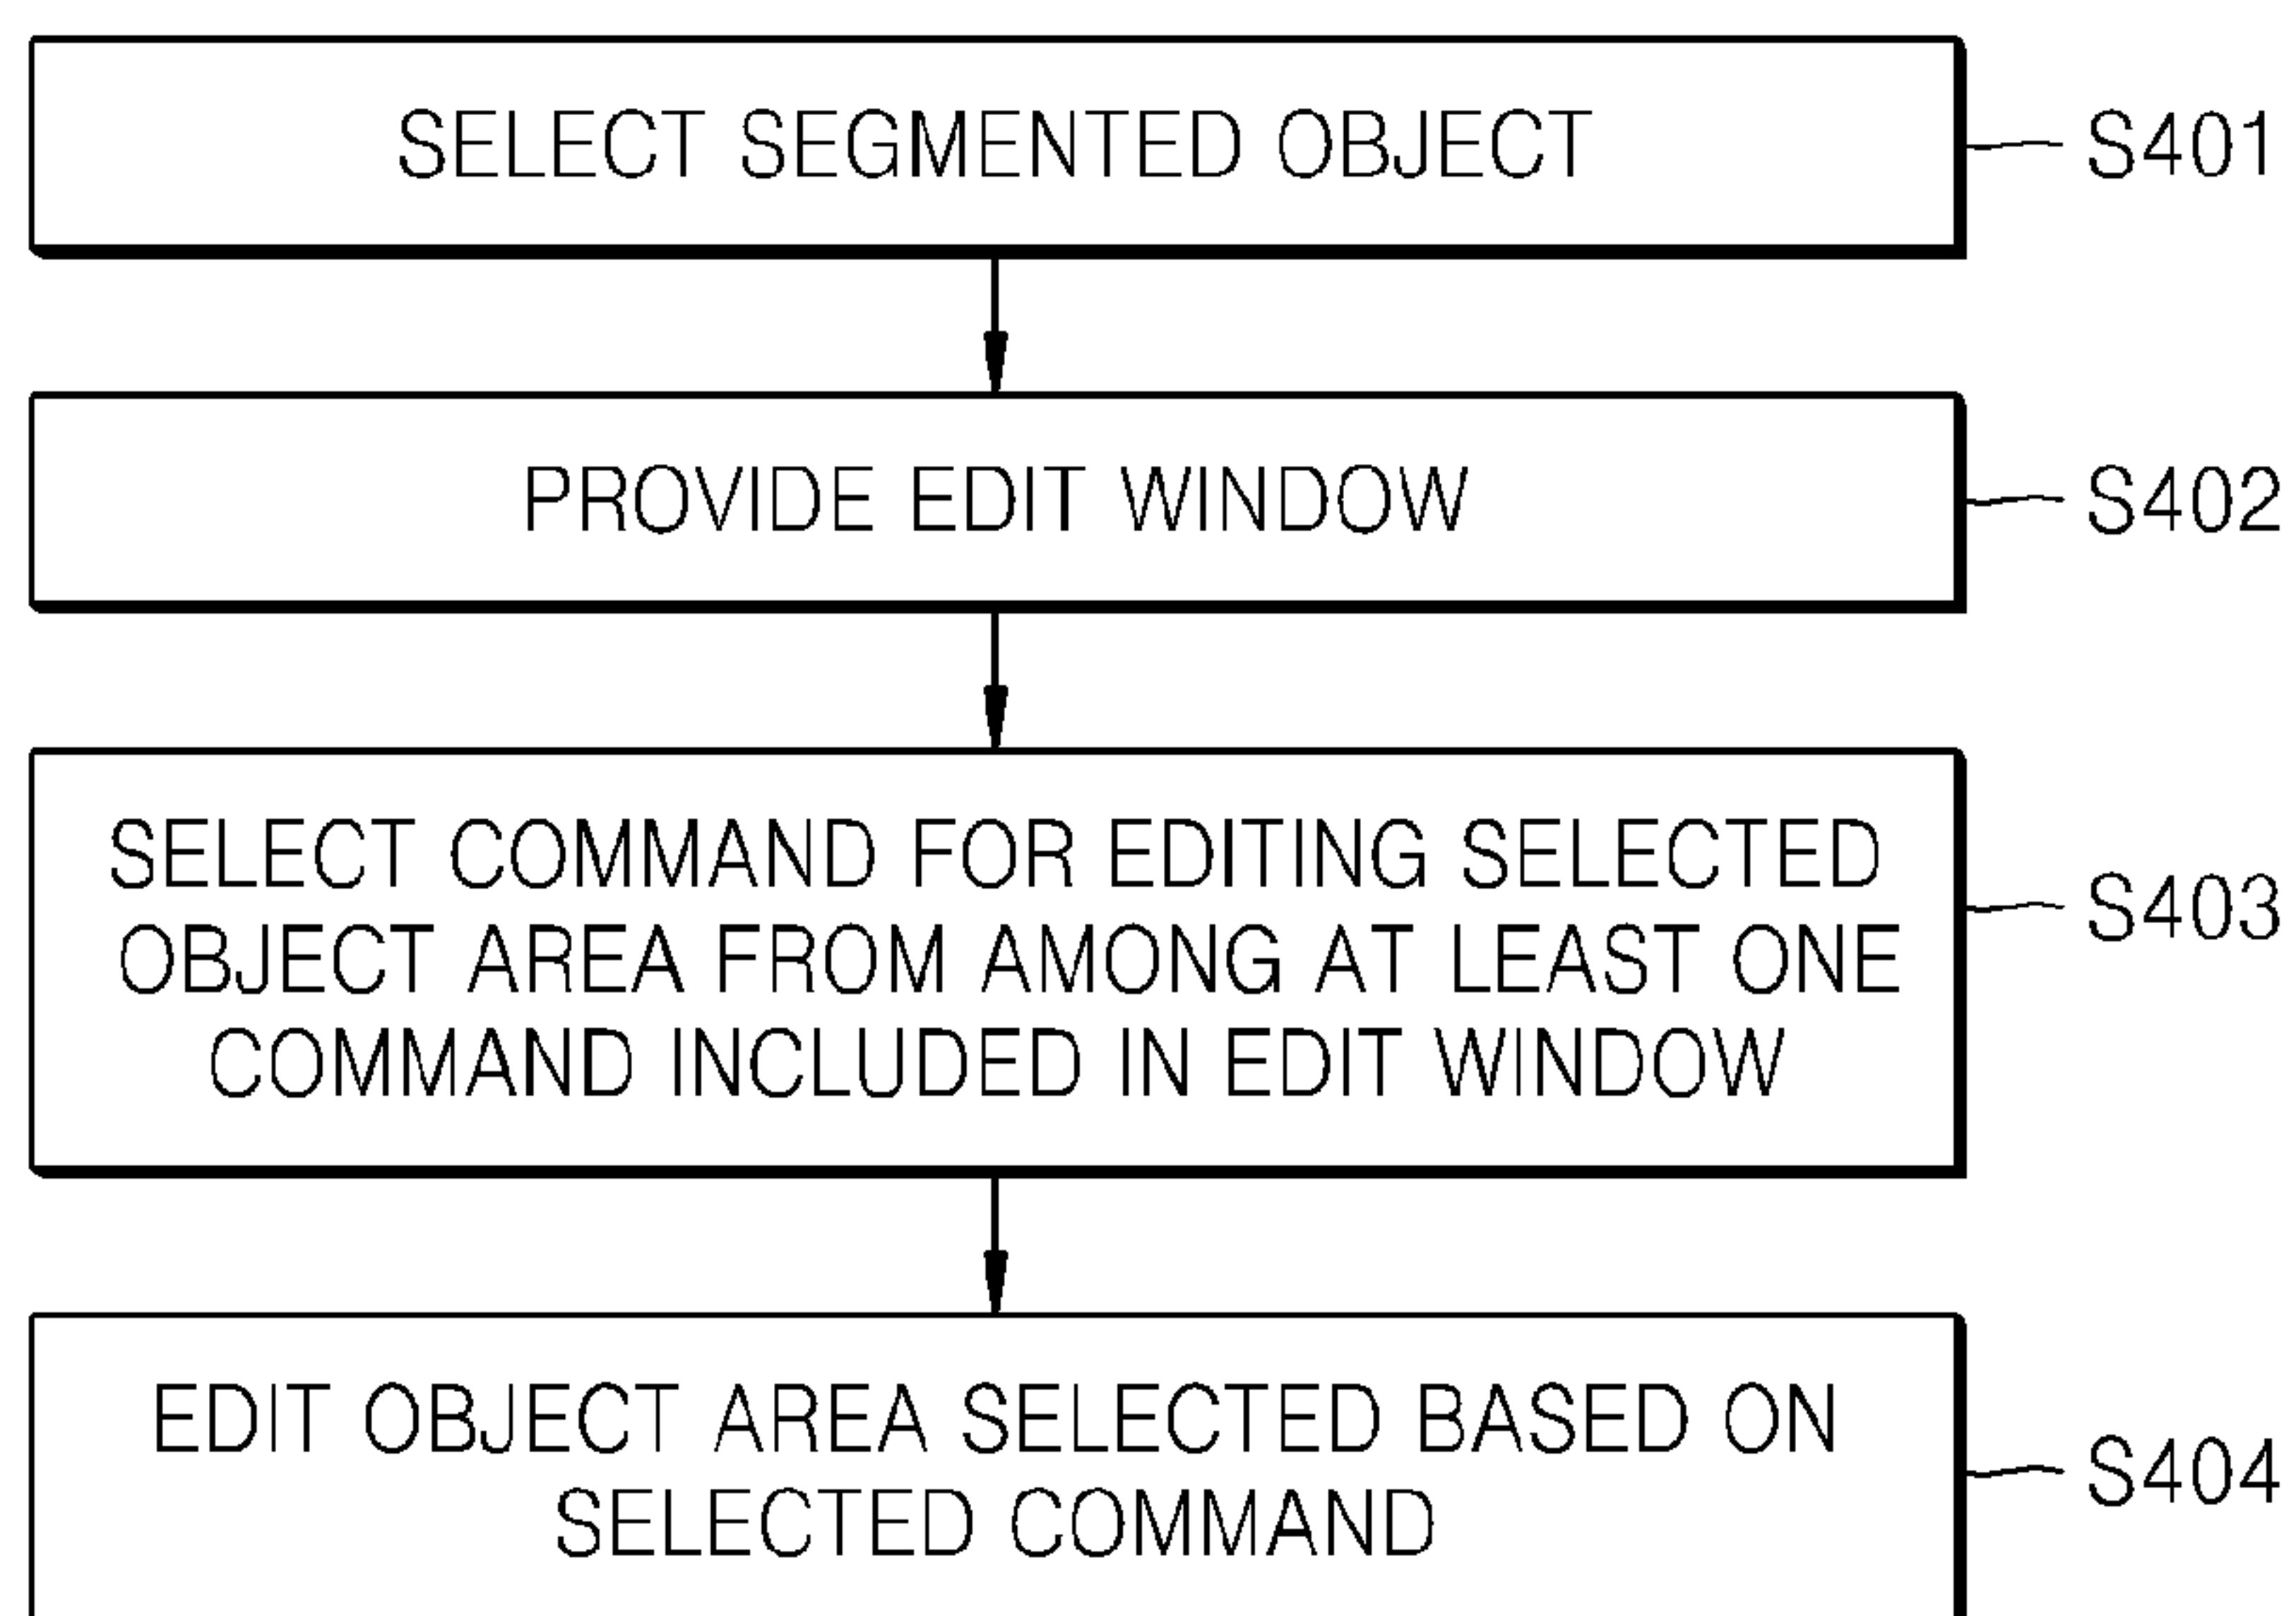 SELECT SEGMENTED OBJECT
S401
PROVIDE EDIT WINDOW
S402
SELECT COMMAND FOR EDITING SELECTED
OBJECT AREA FROM AMONG AT LEAST ONE
COMMAND INCLUDED IN EDIT WINDOW
S403
EDIT OBJECT AREA SELECTED BASED ON
SELECTED COMMAND
S404